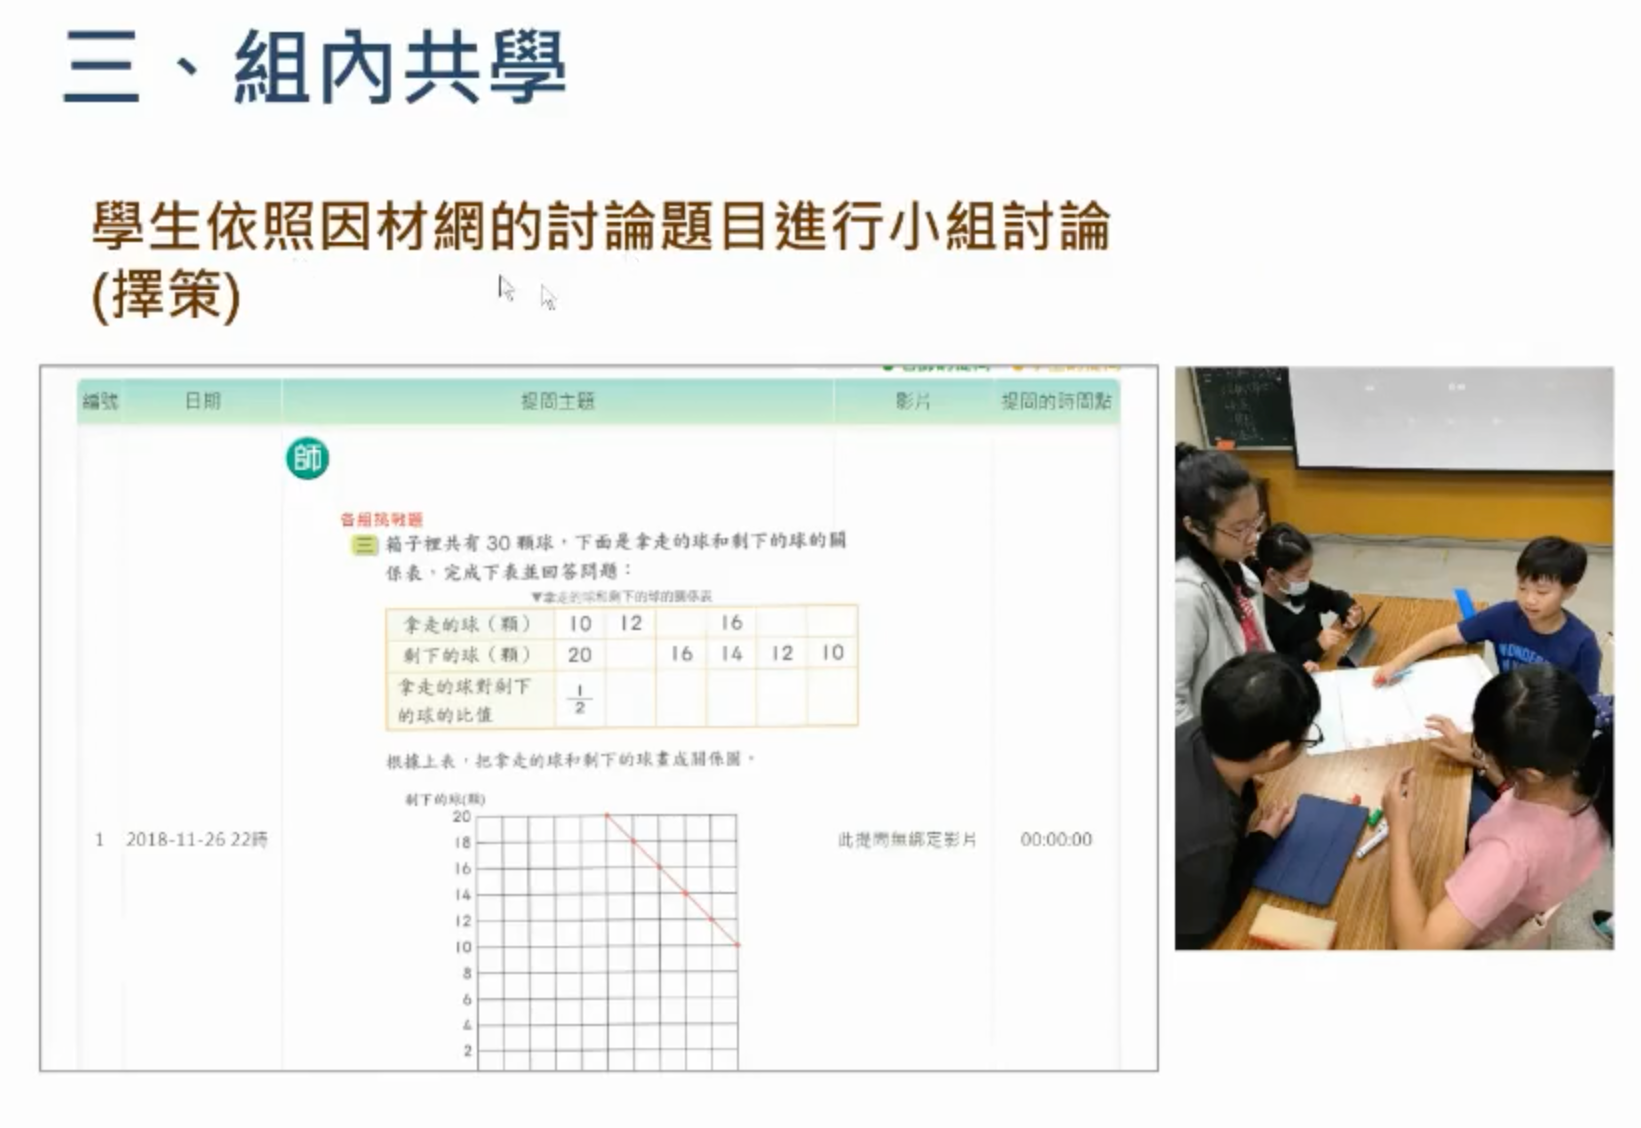 三、組內共學
學生依照因材網的討論題目進行小組討論
(擇策)
編號 日期 提問主題 影片 提問的時間點
師
各組挑戰題
三 箱子裡共有 30 顆球，下面是拿走的球和剩下的球的關
係表，完成下表並回答問題：
▼拿走的球和剩下的球的關係表
拿走的球（顆） 10 12 16
剩下的球（顆） 20 16 14 12 10
拿走的球對剩下
的球的比值 1/2
根據上表，把拿走的球和剩下的球畫成關係圖。
剩下的球(顆)
20
18
16
14
12
10
8
6
4
2
1 2018-11-26 22時 此提問無綁定影片 00:00:00
WONDER